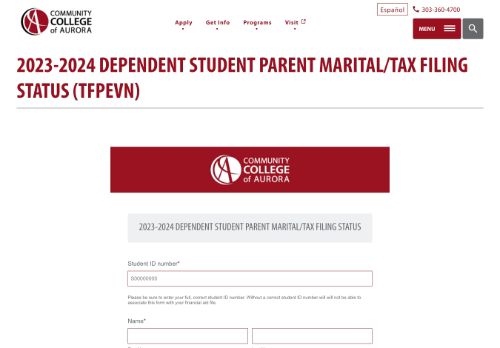 COMMUNITY
COLLEGE
of AURORA
Apply
Get Info
Programs
Visit
Español
303-360-4700
MENU
2023-2024 DEPENDENT STUDENT PARENT MARITAL/TAX FILING
STATUS (TFPEVN)
COMMUNITY
COLLEGE
OF AURORA
2023-2024 DEPENDENT STUDENT PARENT MARITAL/TAX FILING STATUS
Student ID number*
S00000000
Please be sure to enter your full, correct student ID number. Without a correct student ID number will not be able to
associate this form with your financial aid file.
Name*